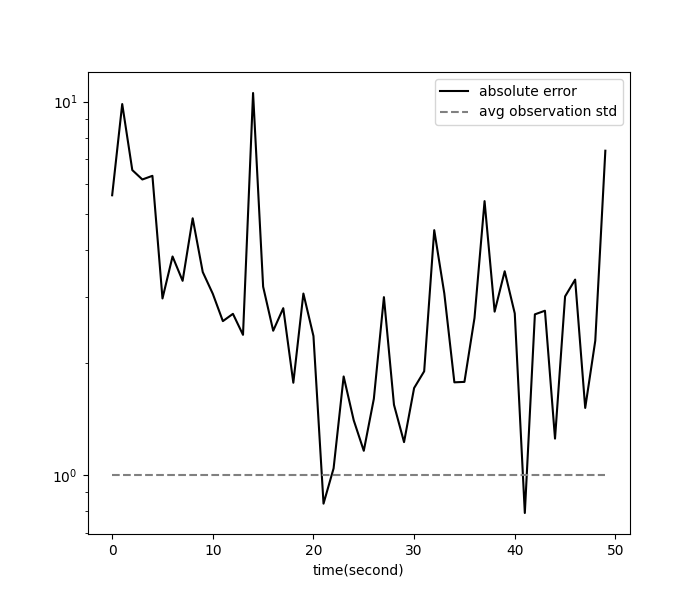 absolute error
avg observation std
10¹
10⁰
0 10 20 30 40 50
time(second)